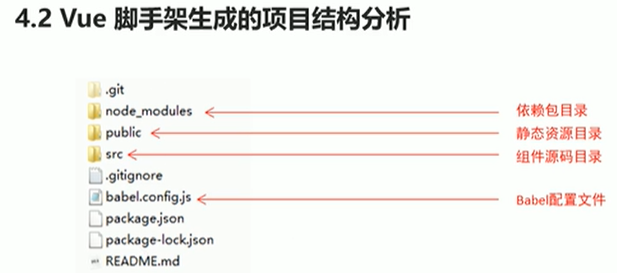 4.2 Vue 脚手架生成的项目结构分析
.git
node_modules 依赖包目录
public 静态资源目录
src 组件源码目录
.gitignore
babel.config.js Babel配置文件
package.json
package-lock.json
README.md